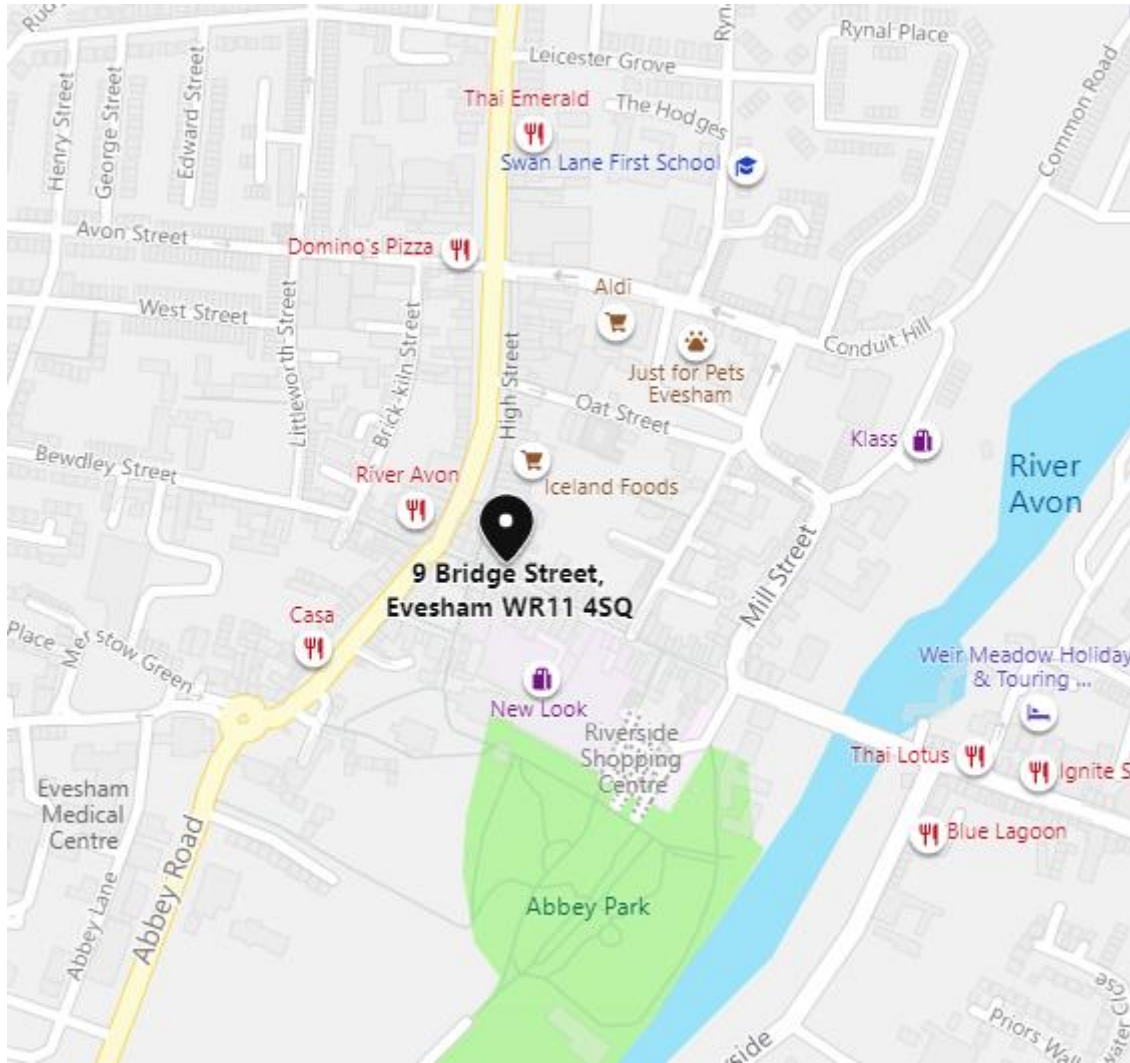 Leicester Grove
Rynal Place
Thai Emerald
The Hodges
Common Road
Swan Lane First School
Henry Street
George Street
Edward Street
Avon Street
Domino's Pizza
Aldi
West Street
Littleworth Street
Brick-kiln Street
High Street
Conduit Hill
Just for Pets
Evesham
Oat Street
Klass
Bewdley Street
River Avon
Iceland Foods
River
Avon
9 Bridge Street,
Evesham WR11 4SQ
Mill Street
Casa
Place
Merstow Green
Weir Meadow Holiday
& Touring ...
New Look
Riverside
Shopping
Centre
Thai Lotus
Ignite S
Evesham
Medical
Centre
Blue Lagoon
Abbey Road
Abbey Lane
Abbey Park
Priors Wal